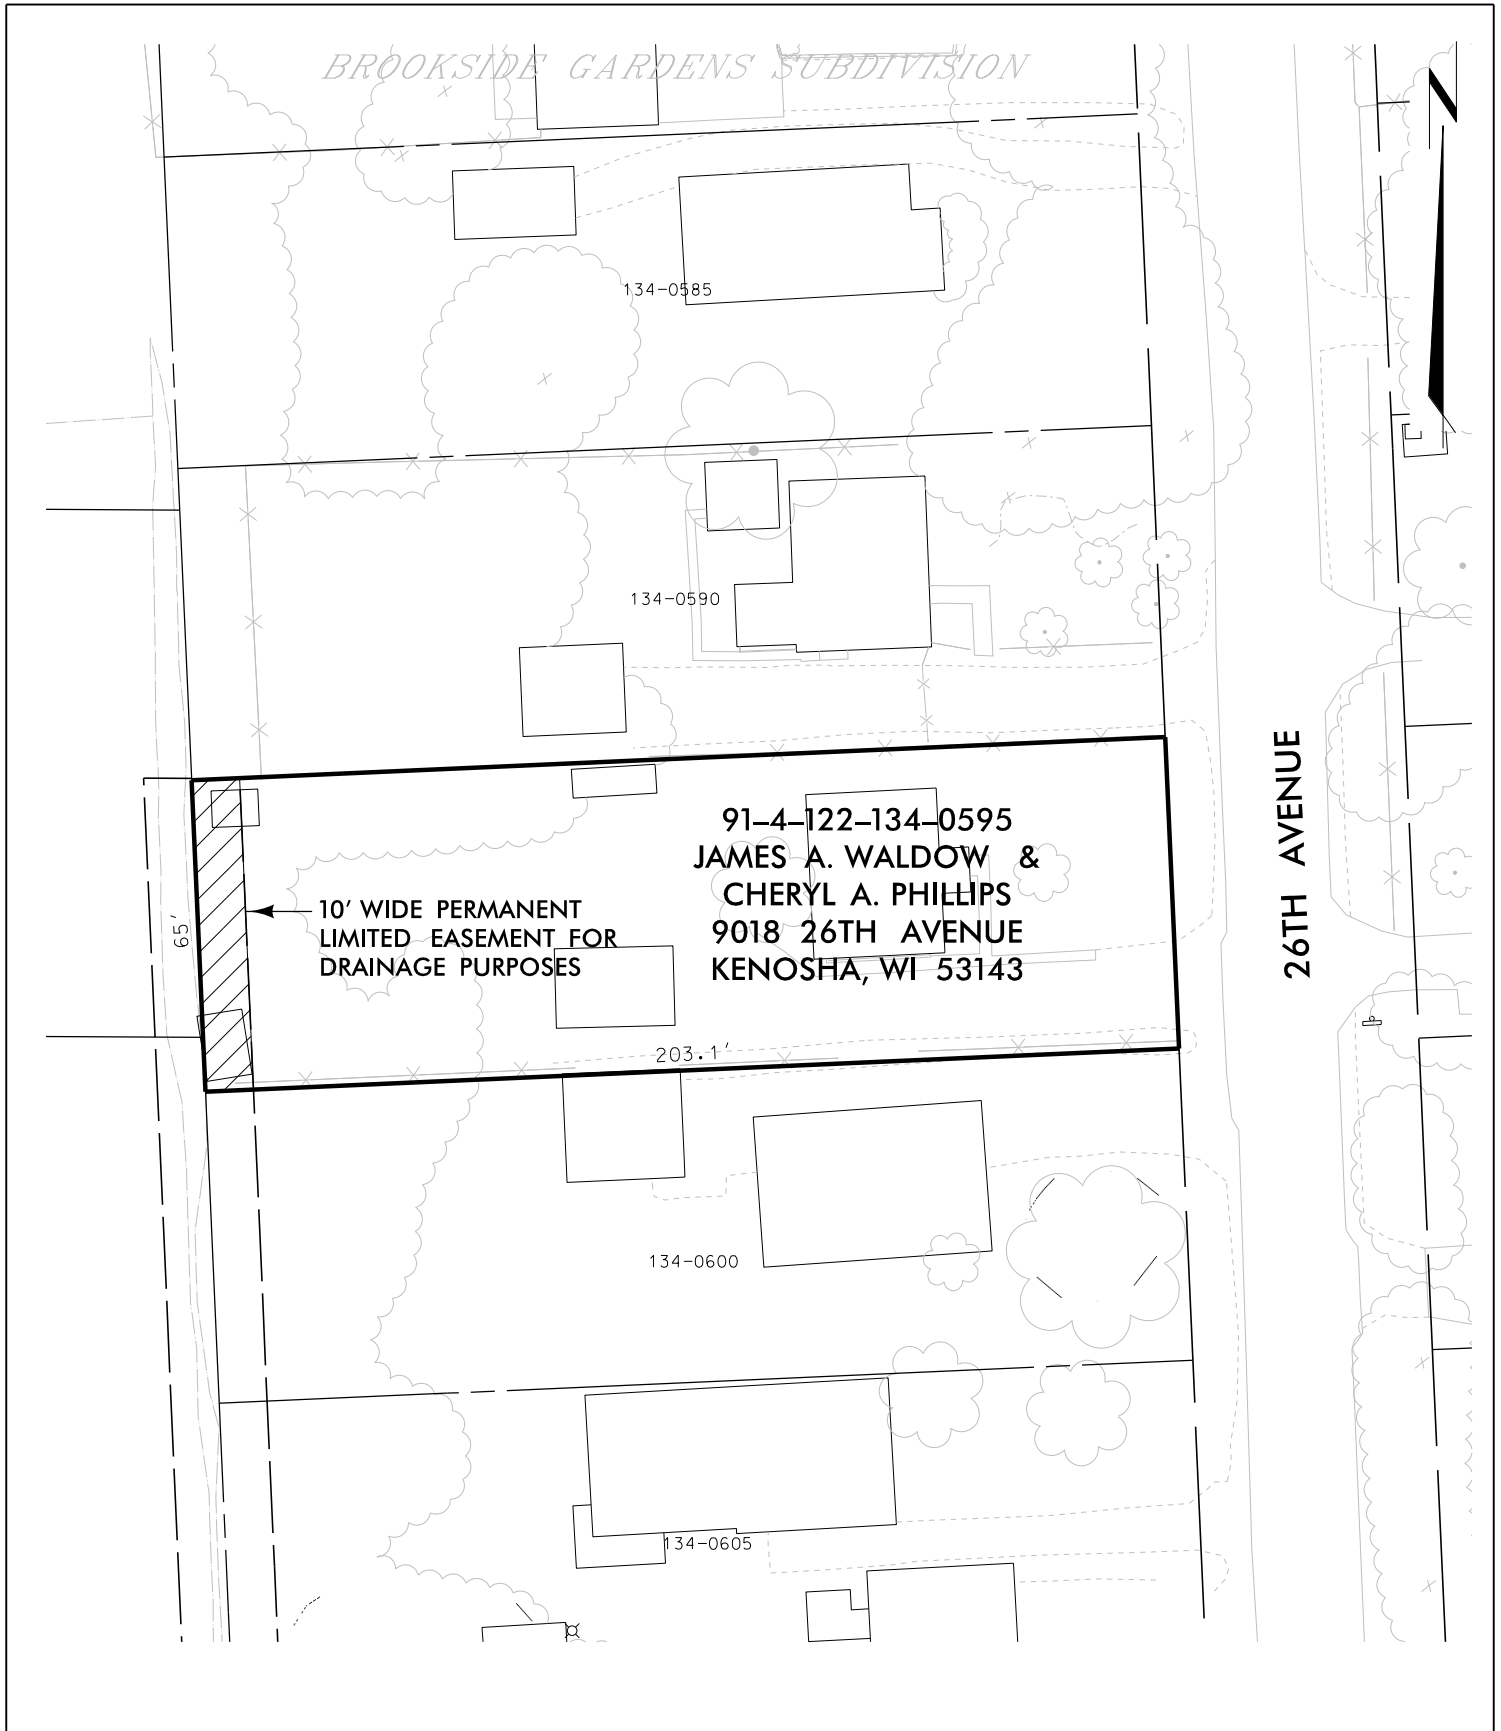 BROOKSIDE GARDENS SUBDIVISION
N
134-0585
134-0590
26TH AVENUE
91-4-122-134-0595
JAMES A. WALDOW &
CHERYL A. PHILLIPS
9018 26TH AVENUE
KENOSHA, WI 53143
10' WIDE PERMANENT
LIMITED EASEMENT FOR
DRAINAGE PURPOSES
65'
203.1'
134-0600
134-0605